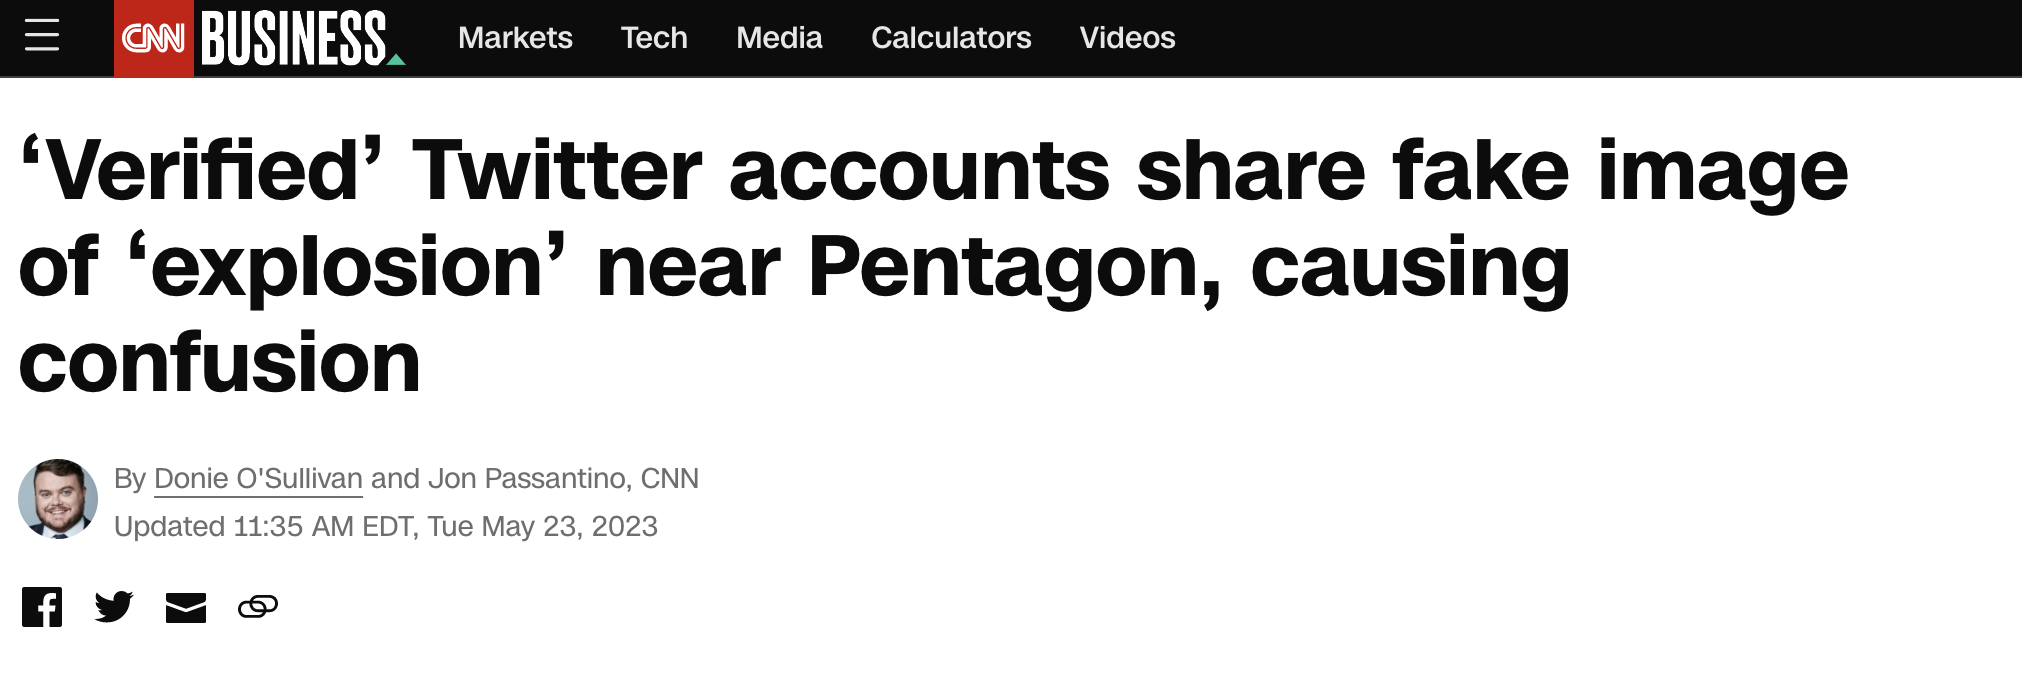 CNN BUSINESS Markets Tech Media Calculators Videos
‘Verified’ Twitter accounts share fake image
of ‘explosion’ near Pentagon, causing
confusion
By Donie O'Sullivan and Jon Passantino, CNN
Updated 11:35 AM EDT, Tue May 23, 2023